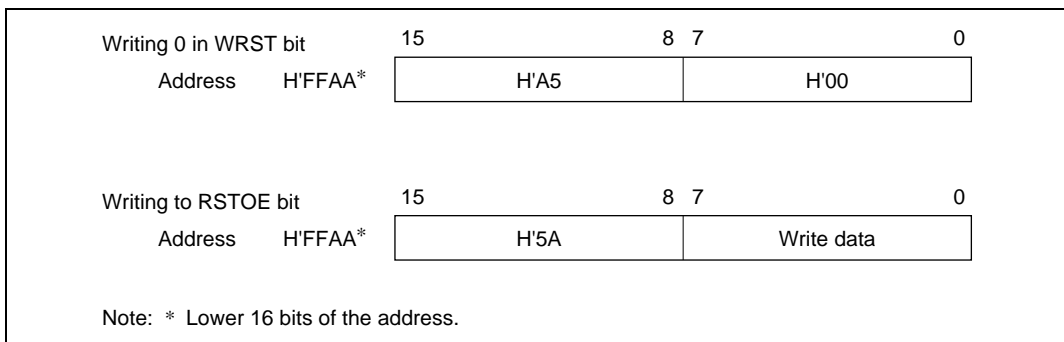 Writing 0 in WRST bit 15 8 7 0
Address H'FFAA* H'A5 H'00
Writing to RSTOE bit 15 8 7 0
Address H'FFAA* H'5A Write data
Note: * Lower 16 bits of the address.